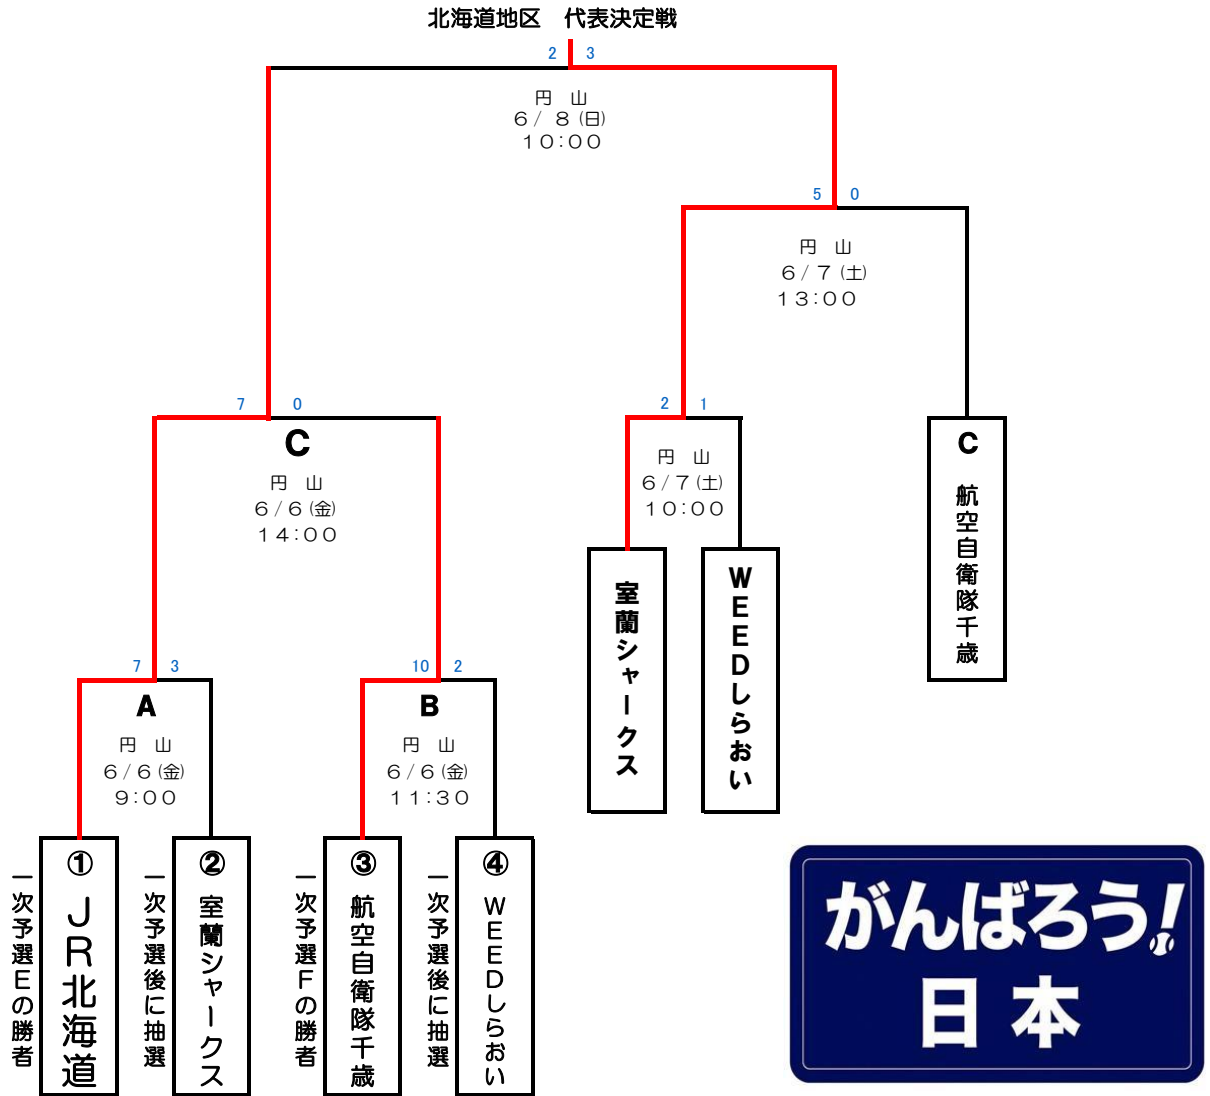 北海道地区　代表決定戦
2 3
円　山
６/ ８(日)
１０:００
5 0
円　山
６/７(土)
１３:００
7 0
C
円　山
６/６(金)
１４:００
2 1
円　山
６/７(土)
１０:００
C 航空自衛隊千歳
室蘭シャークス
WEEDしらおい
7 3
A
円　山
６/６(金)
９:００
10 2
B
円　山
６/６(金)
１１:３０
一次予選Eの勝者
① JR北海道
一次予選後に抽選
② 室蘭シャークス
一次予選Fの勝者
③ 航空自衛隊千歳
一次予選後に抽選
④ WEEDしらおい
がんばろう!
日本